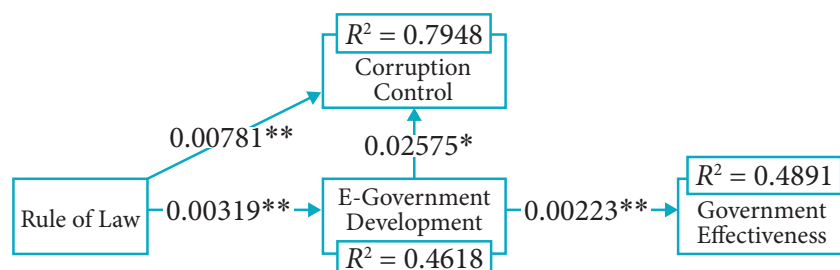 R² = 0.7948
Corruption
Control
0.00781**
0.02575*
Rule of Law
0.00319**
E-Government
Development
R² = 0.4618
0.00223**
R² = 0.4891
Government
Effectiveness